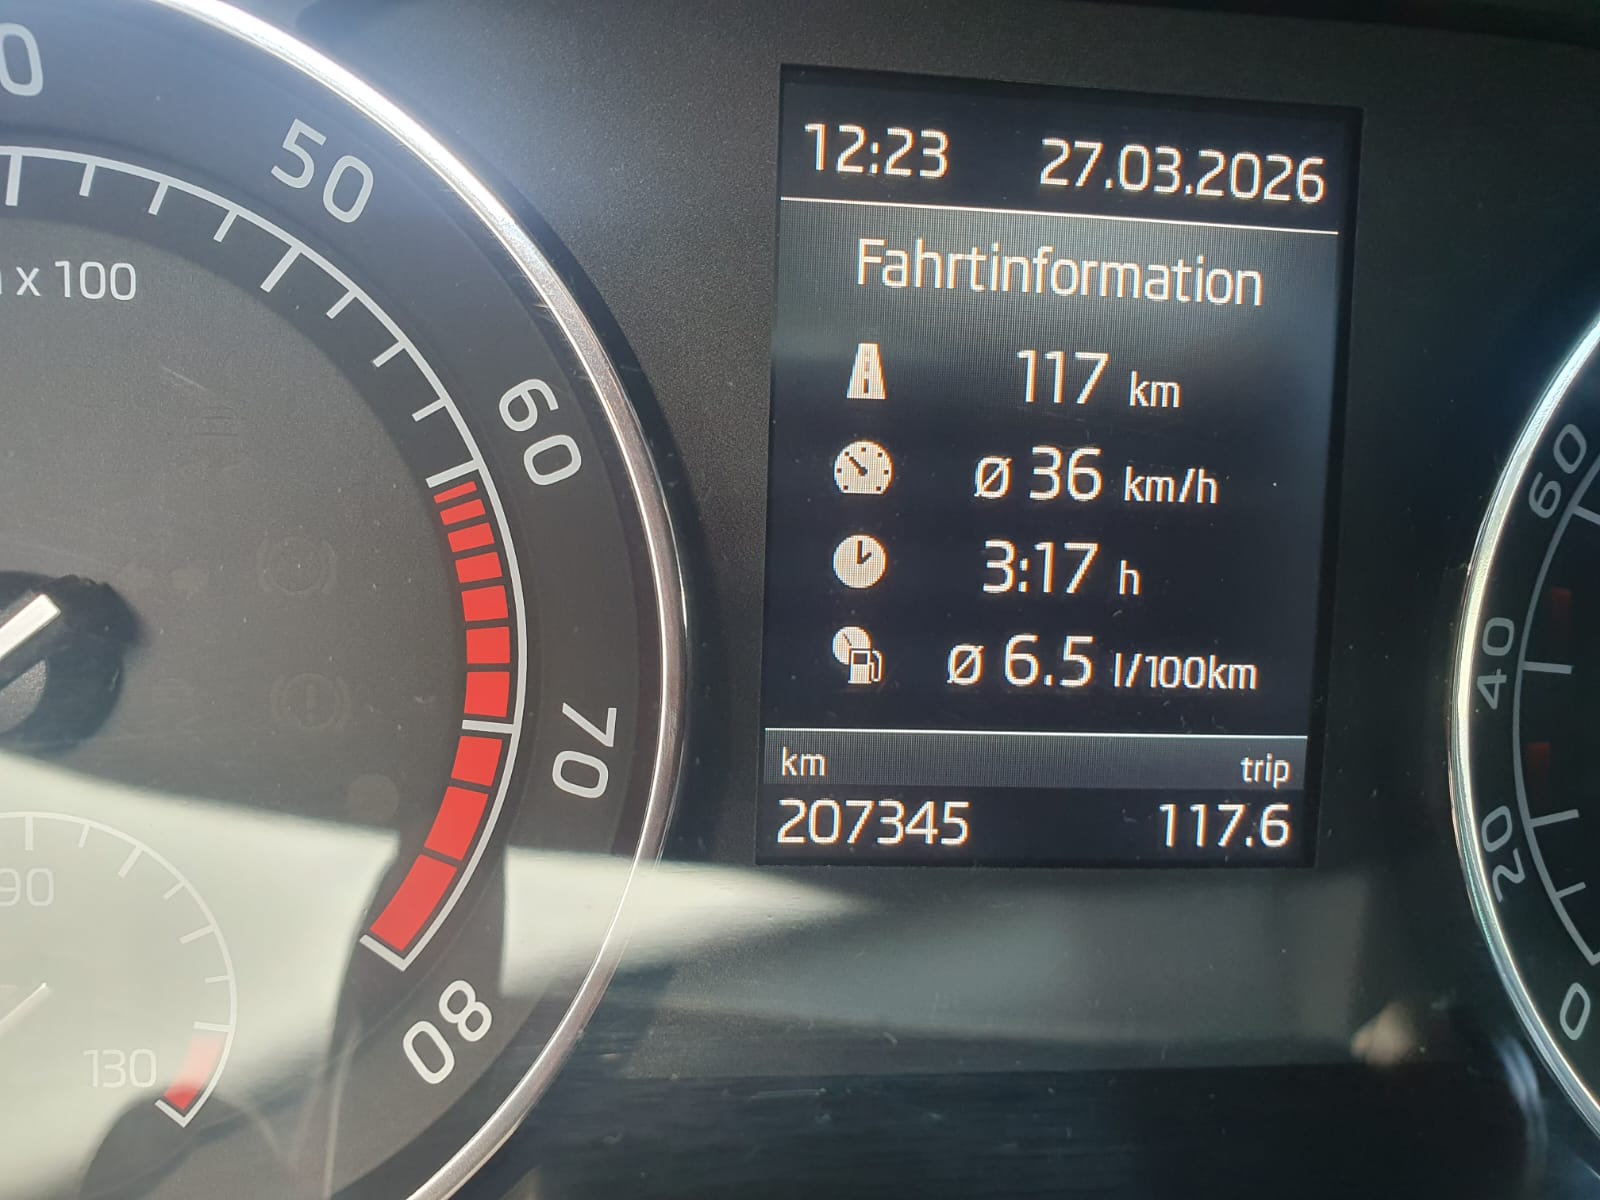 50
x 100
60
70
80
90
130
12:23 27.03.2026
Fahrtinformation
117 km
ø 36 km/h
3:17 h
ø 6.5 l/100km
km trip
207345 117.6
60
40
20
0